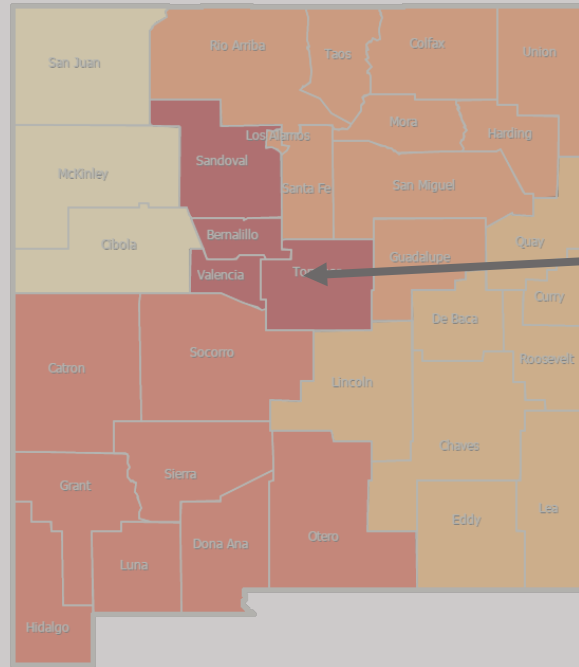 Rio Arriba
Taos
Colfax
Union
San Juan
Los Alamos
Mora
Harding
Sandoval
McKinley
Santa Fe
San Miguel
Cibola
Bernalillo
Quay
Guadalupe
Valencia
Curry
De Baca
Socorro
Roosevelt
Catron
Lincoln
Chaves
Sierra
Grant
Lea
Eddy
Otero
Dona Ana
Luna
Hidalgo